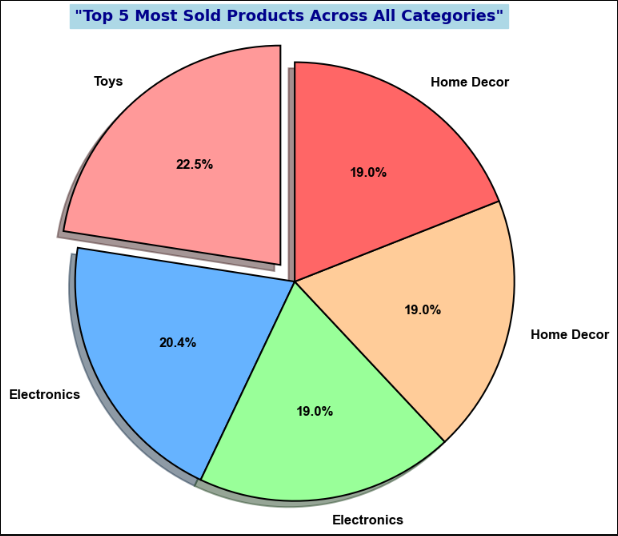 "Top 5 Most Sold Products Across All Categories"
Toys
Home Decor
22.5%
19.0%
19.0%
Home Decor
20.4%
Electronics
19.0%
Electronics